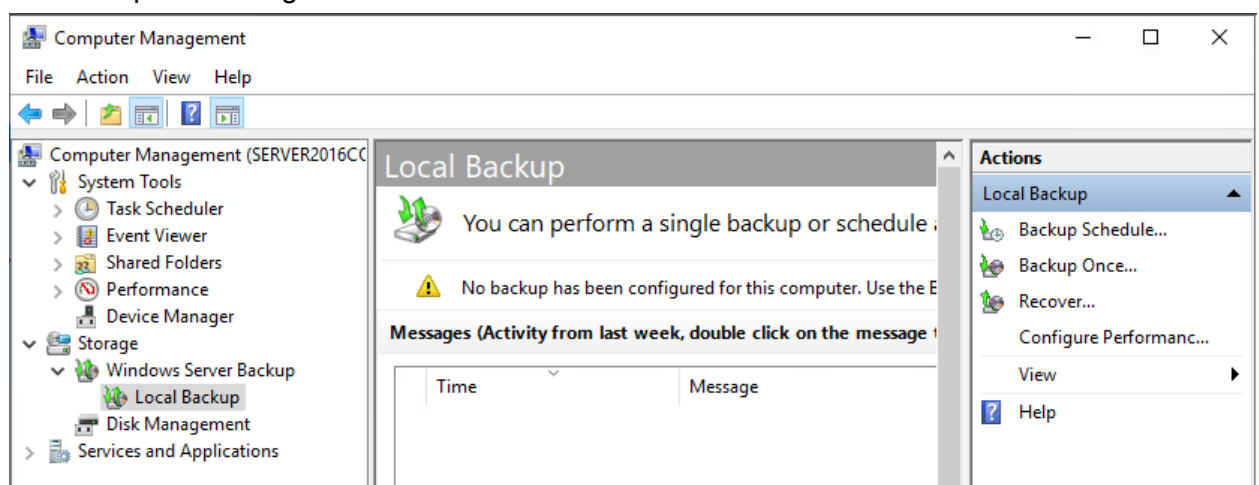 Computer Management
File Action View Help
Computer Management (SERVER2016CC
System Tools
Task Scheduler
Event Viewer
Shared Folders
Performance
Device Manager
Storage
Windows Server Backup
Local Backup
Disk Management
Services and Applications
Local Backup
You can perform a single backup or schedule
No backup has been configured for this computer. Use the
Messages (Activity from last week, double click on the message
Time Message
Actions
Local Backup
Backup Schedule...
Backup Once...
Recover...
Configure Performanc...
View
Help